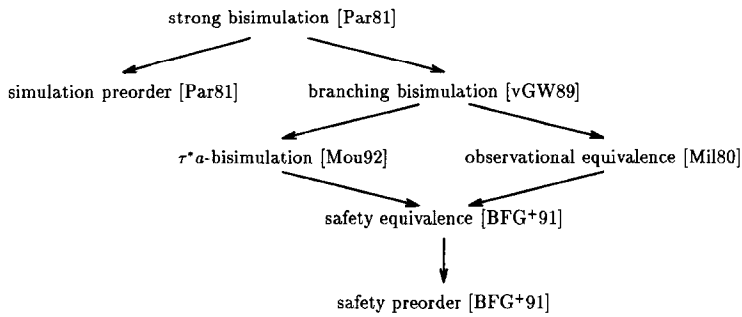 strong bisimulation [Par81]
simulation preorder [Par81] branching bisimulation [vGW89]
τ*a-bisimulation [Mou92] observational equivalence [Mil80]
safety equivalence [BFG+91]
safety preorder [BFG+91]